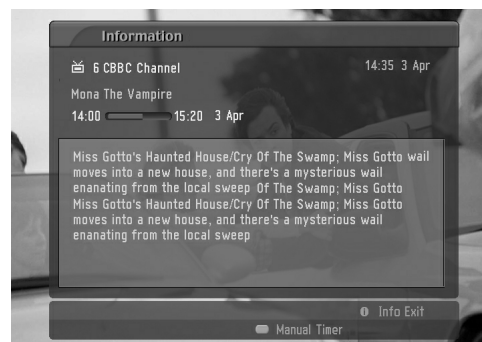 Information
6 CBBC Channel 14:35 3 Apr
Mona The Vampire
14:00 15:20 3 Apr
Miss Gotto's Haunted House/Cry Of The Swamp; Miss Gotto wail
moves into a new house, and there's a mysterious wail
enanating from the local sweep Of The Swamp; Miss Gotto
Miss Gotto's Haunted House/Cry Of The Swamp; Miss Gotto
moves into a new house, and there's a mysterious wail
enanating from the local sweep
i Info Exit
Manual Timer